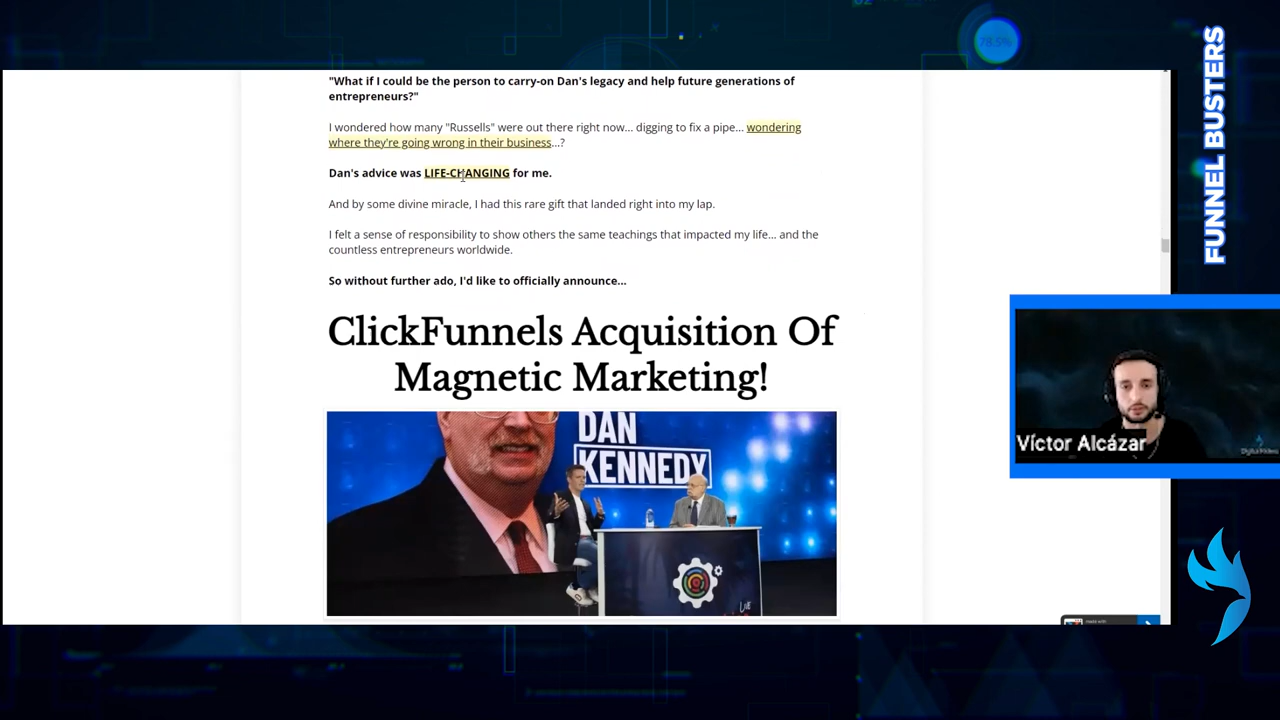 78.5%
"What if I could be the person to carry-on Dan's legacy and help future generations of
entrepreneurs?"
I wondered how many "Russells" were out there right now... digging to fix a pipe... wondering
where they're going wrong in their business...?
Dan's advice was LIFE-CHANGING for me.
And by some divine miracle, I had this rare gift that landed right into my lap.
I felt a sense of responsibility to show others the same teachings that impacted my life... and the
countless entrepreneurs worldwide.
So without further ado, I'd like to officially announce...
ClickFunnels Acquisition Of
Magnetic Marketing!
DAN
KENNEDY
FUNNEL BUSTERS
Víctor Alcázar